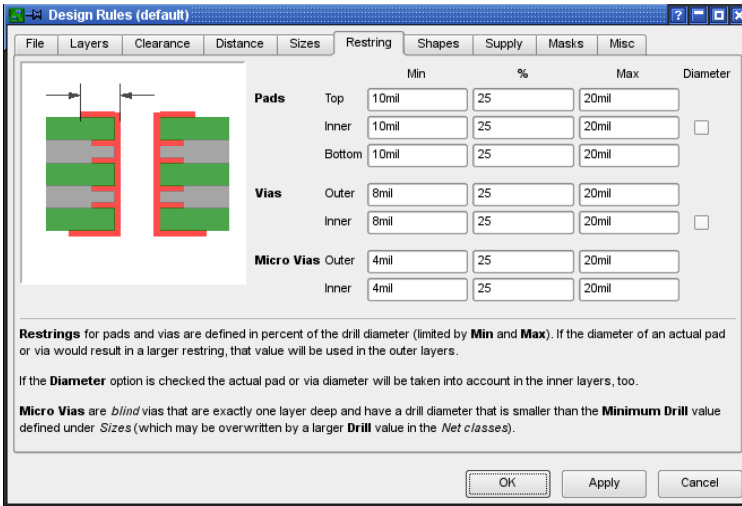 Design Rules (default)
File Layers Clearance Distance Sizes Restring Shapes Supply Masks Misc
Min % Max Diameter
Pads Top 10mil 25 20mil
Inner 10mil 25 20mil
Bottom 10mil 25 20mil
Vias Outer 8mil 25 20mil
Inner 8mil 25 20mil
Micro Vias Outer 4mil 25 20mil
Inner 4mil 25 20mil
Restrings for pads and vias are defined in percent of the drill diameter (limited by Min and Max). If the diameter of an actual pad
or via would result in a larger restring, that value will be used in the outer layers.
If the Diameter option is checked the actual pad or via diameter will be taken into account in the inner layers, too.
Micro Vias are blind vias that are exactly one layer deep and have a drill diameter that is smaller than the Minimum Drill value
defined under Sizes (which may be overwritten by a larger Drill value in the Net classes).
OK Apply Cancel